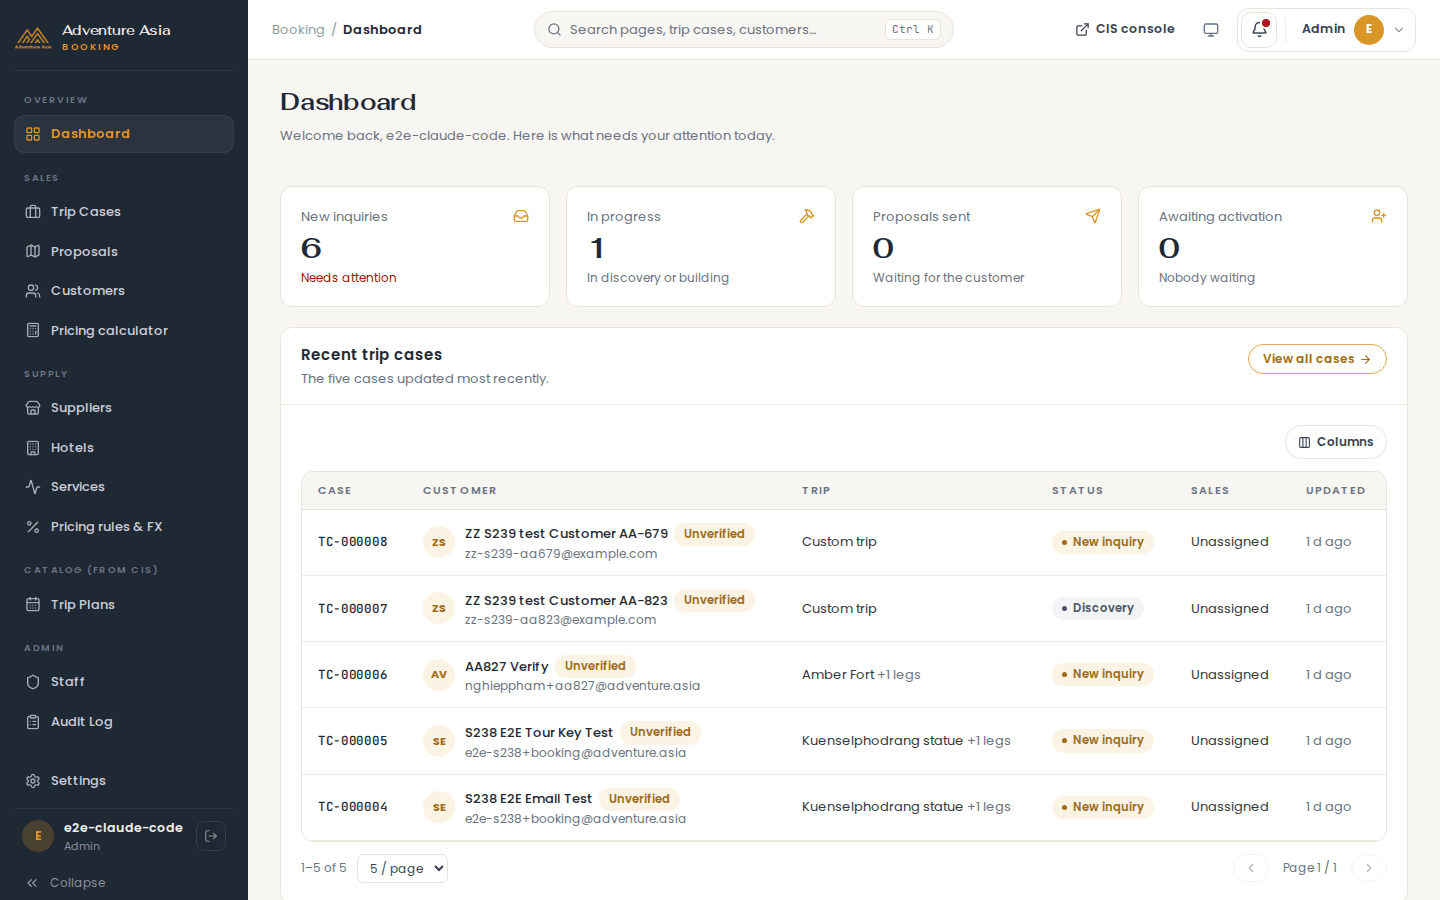 Adventure Asia
BOOKING
Adventure Asia
OVERVIEW
Dashboard
SALES
Trip Cases
Proposals
Customers
Pricing calculator
SUPPLY
Suppliers
Hotels
Services
Pricing rules & FX
CATALOG (FROM CIS)
Trip Plans
ADMIN
Staff
Audit Log
Settings
E
e2e-claude-code
Admin
Collapse
Booking / Dashboard
Search pages, trip cases, customers...
Ctrl K
CIS console
Admin
E
Dashboard
Welcome back, e2e-claude-code. Here is what needs your attention today.
New inquiries
6
Needs attention
In progress
1
In discovery or building
Proposals sent
0
Waiting for the customer
Awaiting activation
0
Nobody waiting
Recent trip cases
The five cases updated most recently.
View all cases →
Columns
CASE CUSTOMER TRIP STATUS SALES UPDATED
TC-000008 ZS ZZ S239 test Customer AA-679 Unverified Custom trip New inquiry Unassigned 1 d ago
zz-s239-aa679@example.com
TC-000007 ZS ZZ S239 test Customer AA-823 Unverified Custom trip Discovery Unassigned 1 d ago
zz-s239-aa823@example.com
TC-000006 AV AA827 Verify Unverified Amber Fort +1 legs New inquiry Unassigned 1 d ago
nghieppham+aa827@adventure.asia
TC-000005 SE S238 E2E Tour Key Test Unverified Kuenselphodrang statue +1 legs New inquiry Unassigned 1 d ago
e2e-s238+booking@adventure.asia
TC-000004 SE S238 E2E Email Test Unverified Kuenselphodrang statue +1 legs New inquiry Unassigned 1 d ago
e2e-s238+booking@adventure.asia
1–5 of 5 5 / page Page 1 / 1